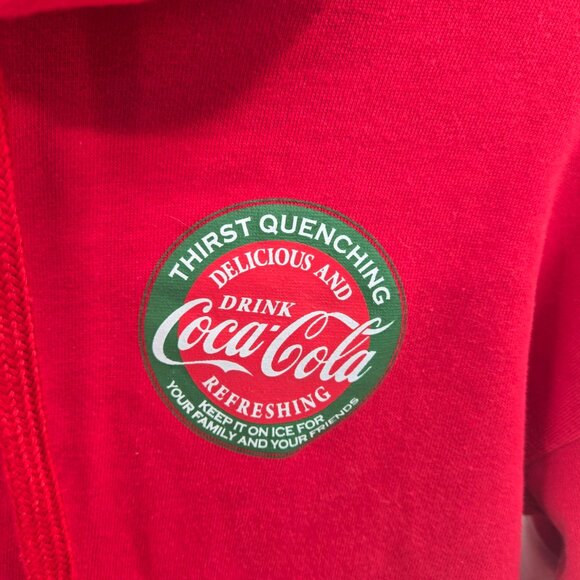 THIRST QUENCHING
DELICIOUS AND
DRINK
Coca-Cola
REFRESHING
KEEP IT ON ICE FOR
YOUR FAMILY AND YOUR FRIENDS